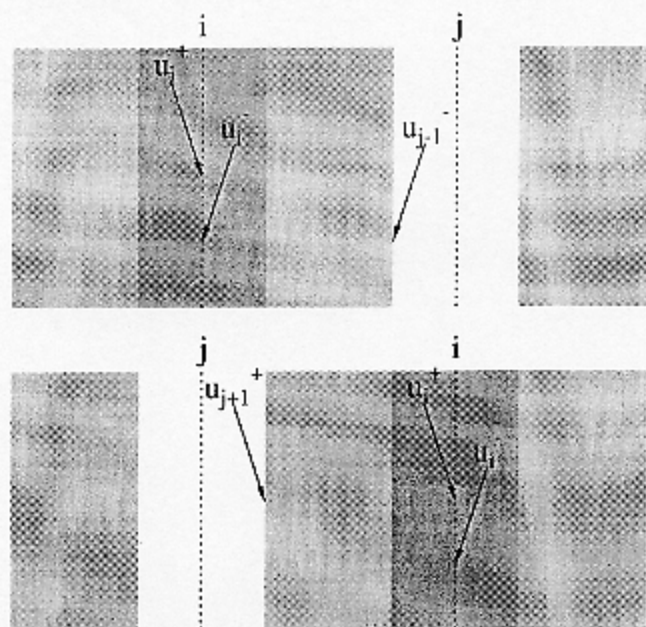 i j
u_i^+
u_i^-
u_{j-1}^-
j i
u_{j+1}^+
u_i^+
u_i